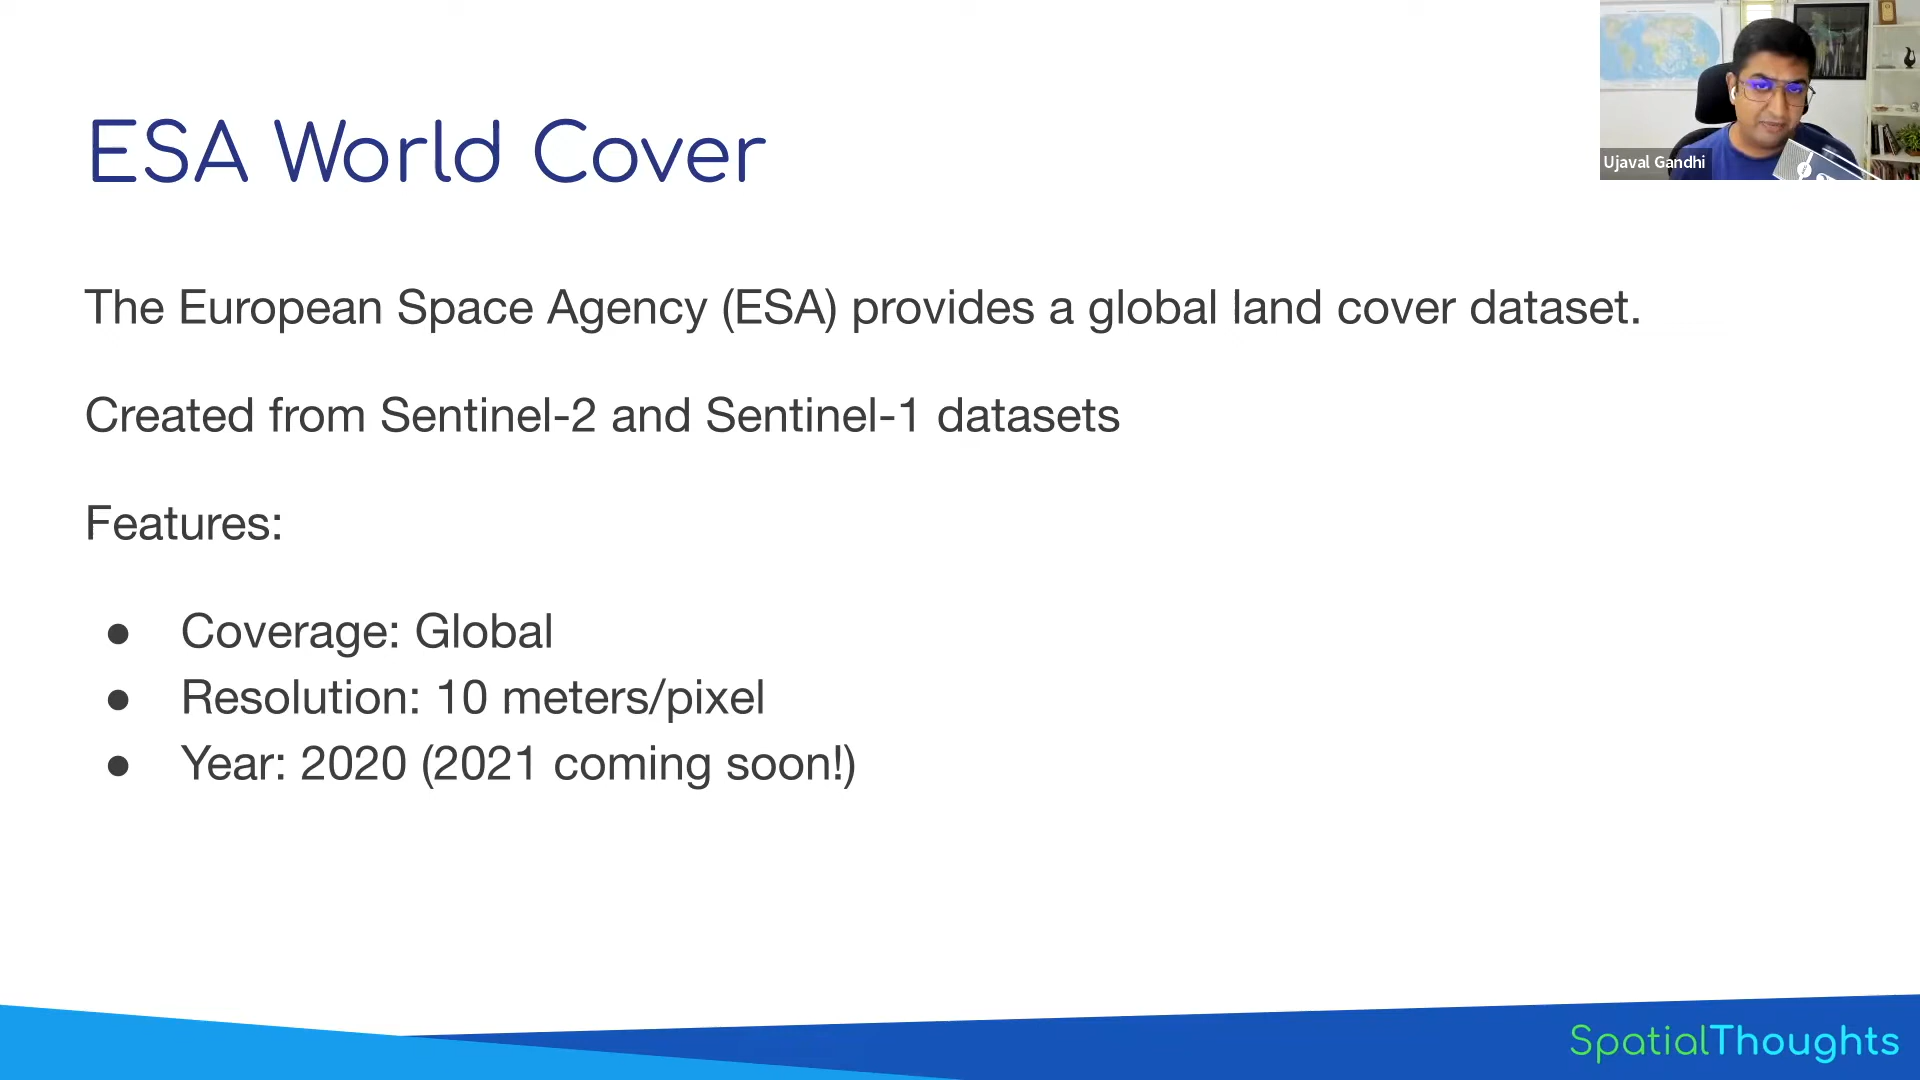 ESA World Cover
Ujaval Gandhi
The European Space Agency (ESA) provides a global land cover dataset.
Created from Sentinel-2 and Sentinel-1 datasets
Features:
● Coverage: Global
● Resolution: 10 meters/pixel
● Year: 2020 (2021 coming soon!)
SpatialThoughts